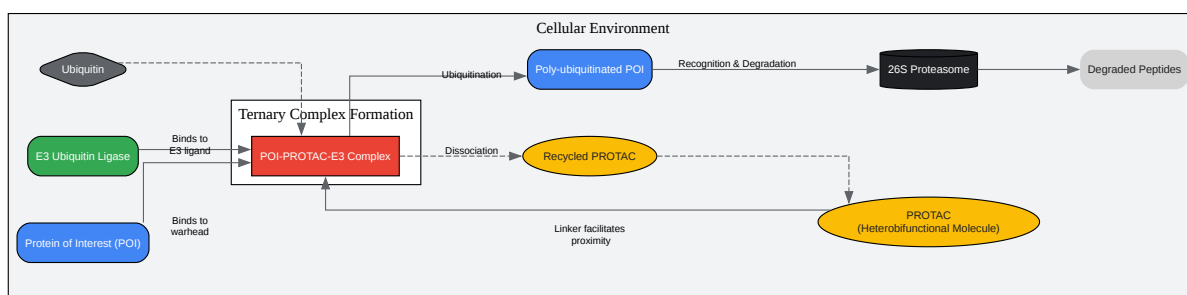 Cellular Environment
Ubiquitin
Ubiquitination
Poly-ubiquitinated POI
Recognition & Degradation
26S Proteasome
Degraded Peptides
Ternary Complex Formation
E3 Ubiquitin Ligase
Binds to
E3 ligand
POI-PROTAC-E3 Complex
Dissociation
Recycled PROTAC
Protein of Interest (POI)
Binds to
warhead
Linker facilitates
proximity
PROTAC
(Heterobifunctional Molecule)